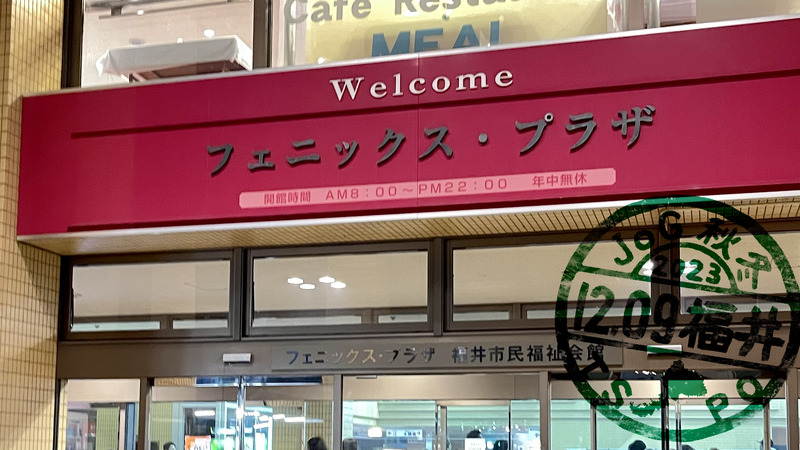 Cafe Resta
MEAL
Welcome
フェニックス・プラザ
開館時間 AM8：00～PM22：00 年中無休
フェニックス・プラザ 福井市民福祉会館
JoG 秋
2023
12.09 福井